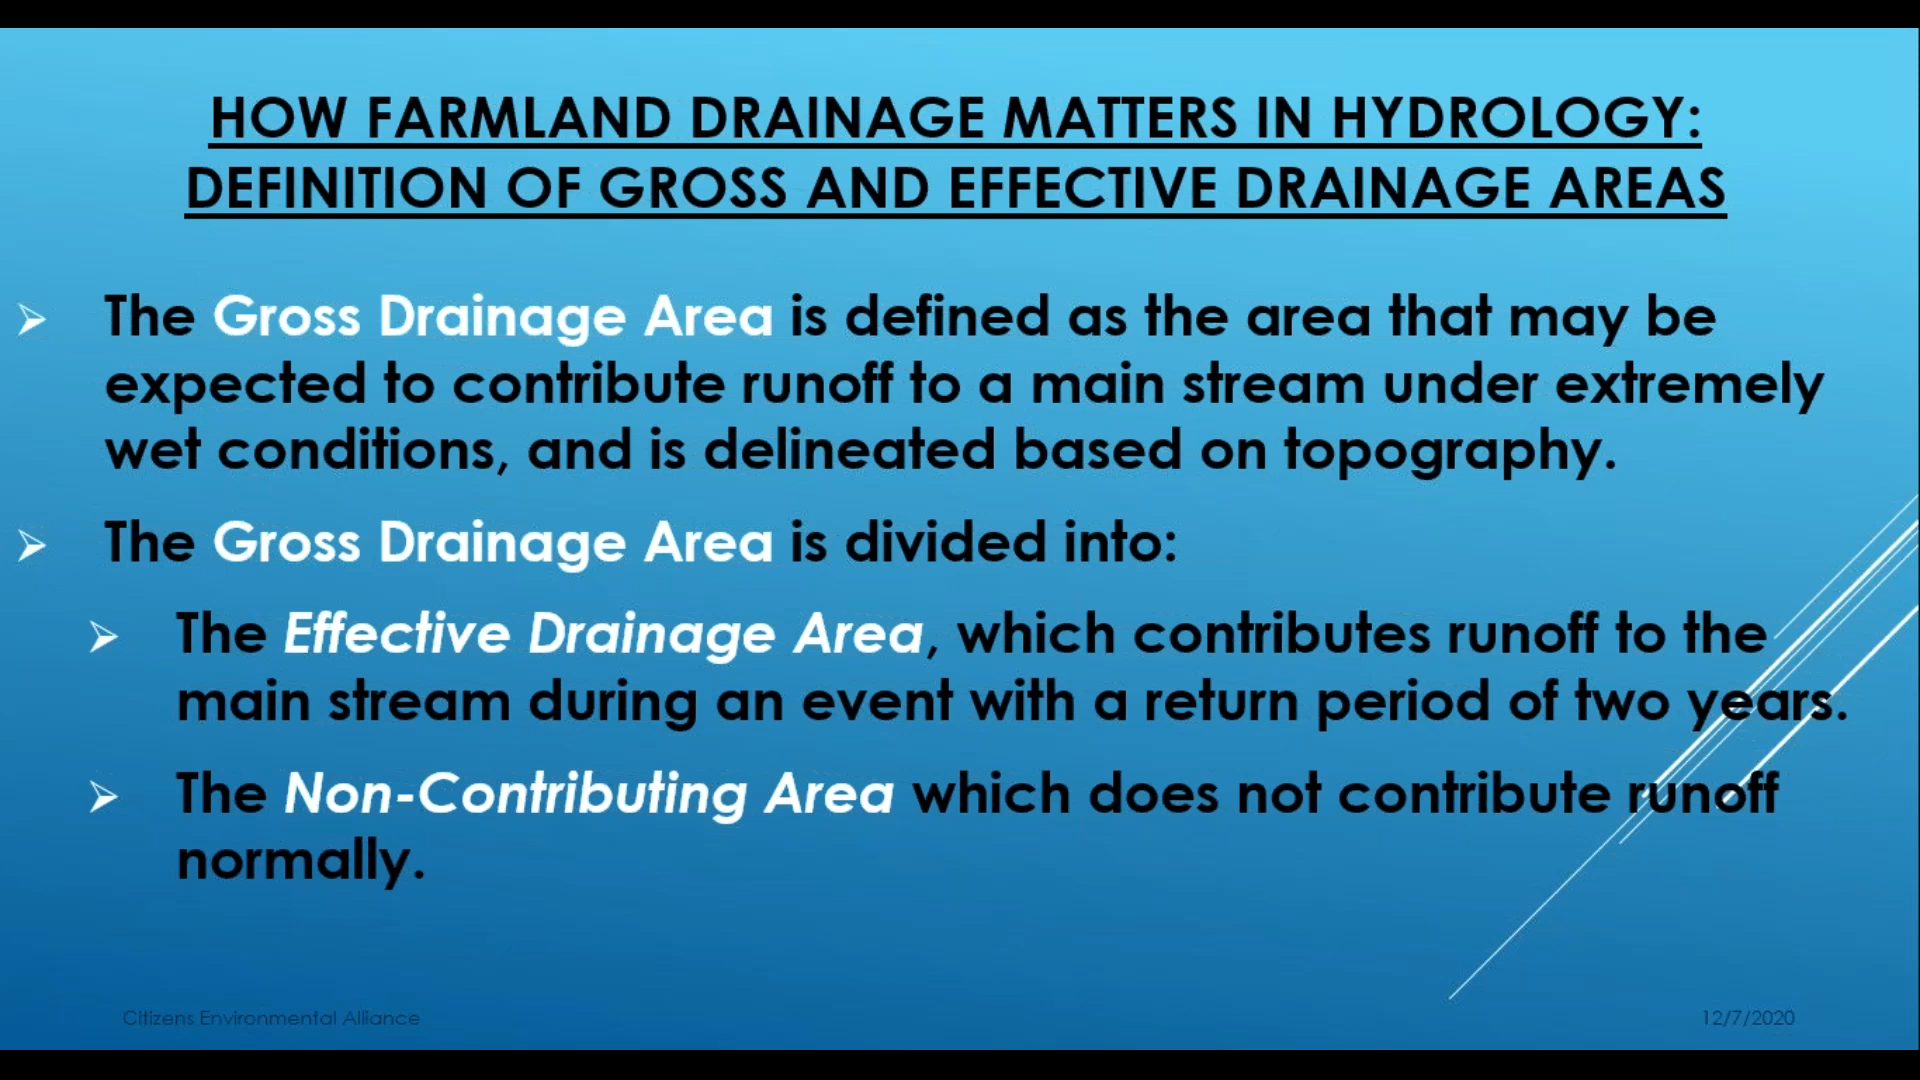 HOW FARMLAND DRAINAGE MATTERS IN HYDROLOGY:
DEFINITION OF GROSS AND EFFECTIVE DRAINAGE AREAS
The Gross Drainage Area is defined as the area that may be
expected to contribute runoff to a main stream under extremely
wet conditions, and is delineated based on topography.
The Gross Drainage Area is divided into:
The Effective Drainage Area, which contributes runoff to the
main stream during an event with a return period of two years.
The Non-Contributing Area which does not contribute runoff
normally.
Citizens Environmental Alliance
12/7/2020